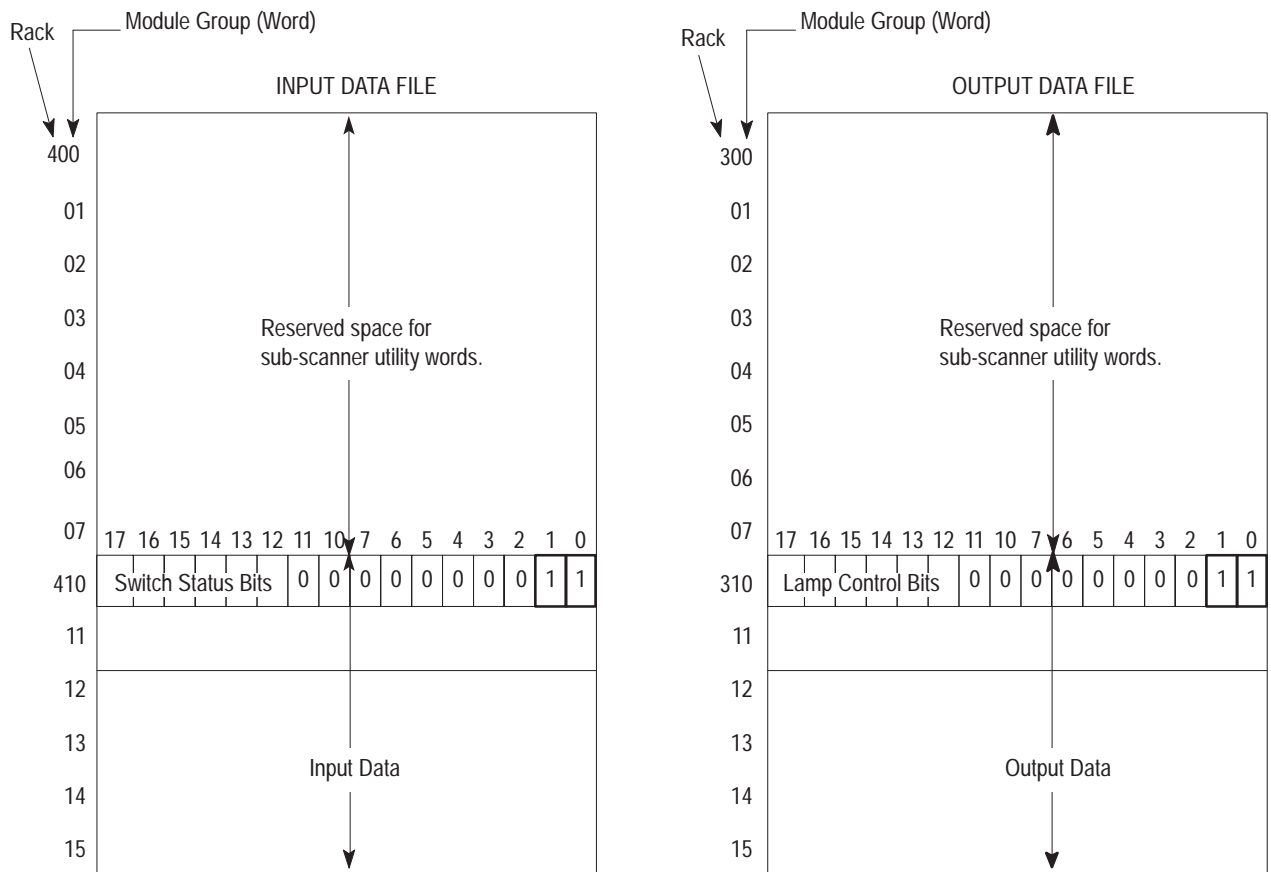 Rack
Module Group (Word)
INPUT DATA FILE
400
01
02
03
Reserved space for
sub-scanner utility words.
04
05
06
07
17 16 15 14 13 12 11 10 7 6 5 4 3 2 1 0
410 Switch Status Bits 0 0 0 0 0 0 0 0 1 1
11
12
13
Input Data
14
15
Rack
Module Group (Word)
OUTPUT DATA FILE
300
01
02
03
Reserved space for
sub-scanner utility words.
04
05
06
07
17 16 15 14 13 12 11 10 7 6 5 4 3 2 1 0
310 Lamp Control Bits 0 0 0 0 0 0 0 0 1 1
11
12
13
Output Data
14
15